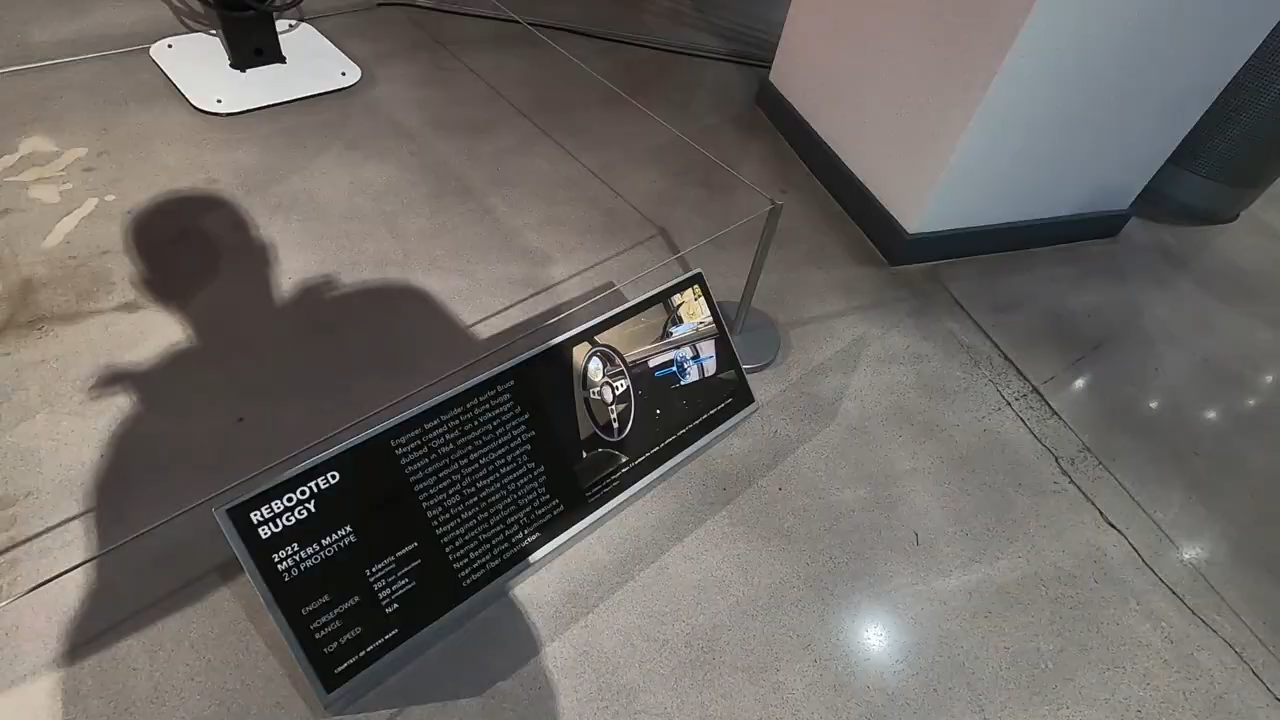 REBOOTED
BUGGY
2022
MEYERS MANX
2.0 PROTOTYPE
ENGINE: 2 electric motors
HORSEPOWER: 202
RANGE: 300 miles
TOP SPEED: N/A
COURTESY OF MEYERS MANX
Engineer, boat builder, and surfer Bruce
Meyers created the first dune buggy,
dubbed "Old Red," on a Volkswagen
chassis in 1964, introducing an icon of
mid-century culture. Its fun yet practical
design would be demonstrated both
on-screen by Steve McQueen and Elvis
Presley and off-road in the grueling
Baja 1000. The Meyers Manx 2.0
is the first new vehicle released by
Meyers Manx in nearly 50 years and
reimagines the original's styling on
an all-electric platform. Styled by
Freeman Thomas, designer of the
New Beetle and Audi TT, it features
rear-wheel drive, and aluminum and
carbon-fiber construction.